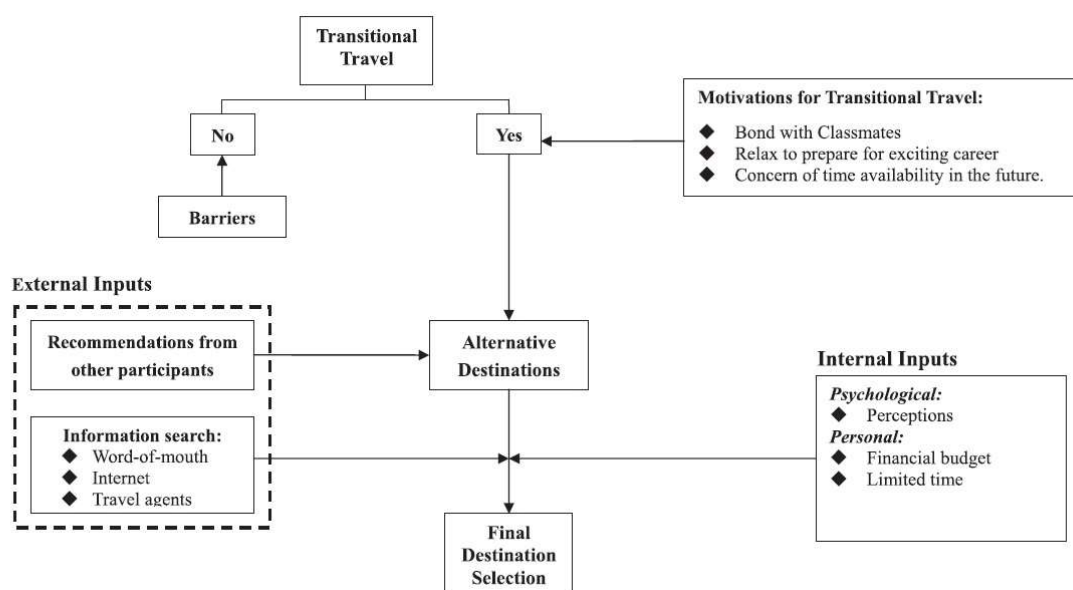 Transitional
Travel
No
Yes
Motivations for Transitional Travel:
◆ Bond with Classmates
◆ Relax to prepare for exciting career
◆ Concern of time availability in the future.
Barriers
External Inputs
Recommendations from
other participants
Alternative
Destinations
Internal Inputs
Psychological:
◆ Perceptions
Personal:
◆ Financial budget
◆ Limited time
Information search:
◆ Word-of-mouth
◆ Internet
◆ Travel agents
Final
Destination
Selection